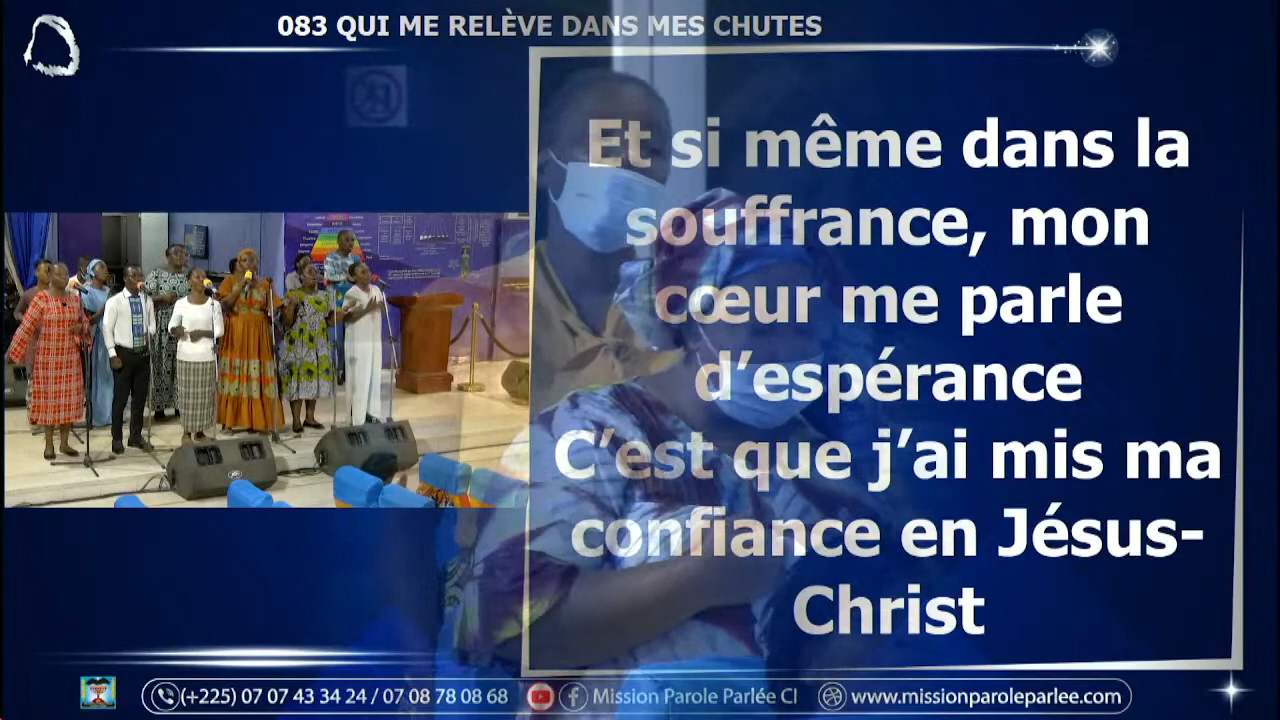 083 QUI ME RELÈVE DANS MES CHUTES
Et si même dans la
souffrance, mon
cœur me parle
d’espérance
C’est que j’ai mis ma
confiance en Jésus-
Christ
(+225) 07 07 43 34 24 / 07 08 78 08 68 Mission Parole Parlée CI www.missionparoleparlee.com